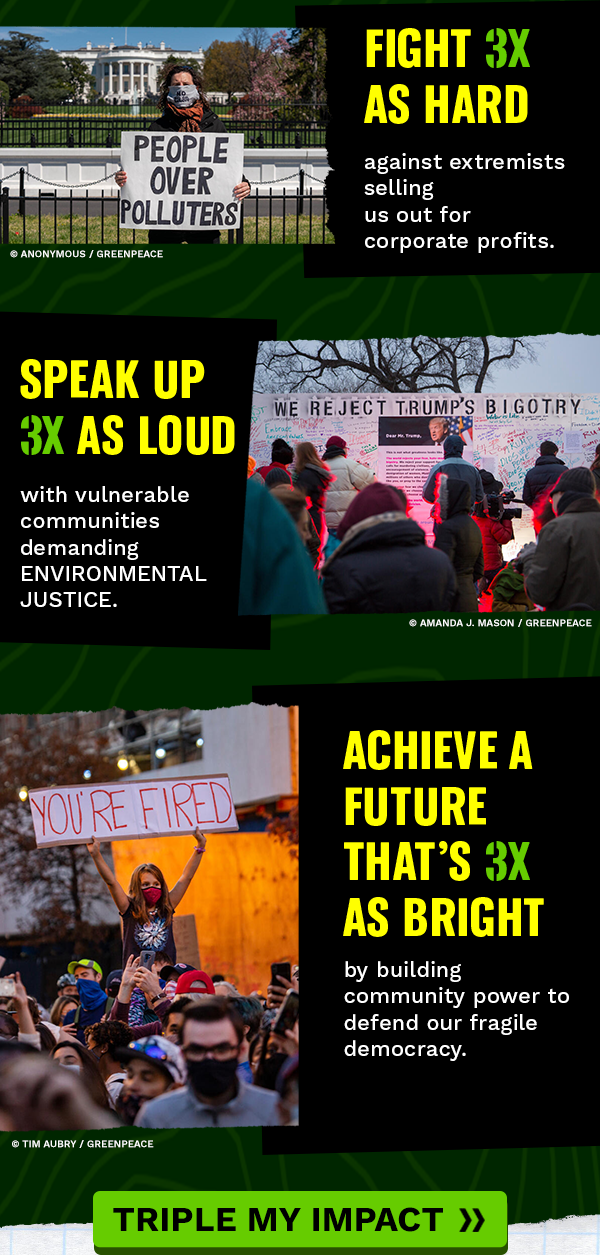 FIGHT 3X
AS HARD
against extremists
selling
us out for
corporate profits.
PEOPLE
OVER
POLLUTERS
© ANONYMOUS / GREENPEACE
SPEAK UP
3X AS LOUD
with vulnerable
communities
demanding
ENVIRONMENTAL
JUSTICE.
WE REJECT TRUMP'S BIGOTRY
Dear Mr. Trump,
© AMANDA J. MASON / GREENPEACE
YOU'RE FIRED
ACHIEVE A
FUTURE
THAT'S 3X
AS BRIGHT
by building
community power to
defend our fragile
democracy.
© TIM AUBRY / GREENPEACE
TRIPLE MY IMPACT »